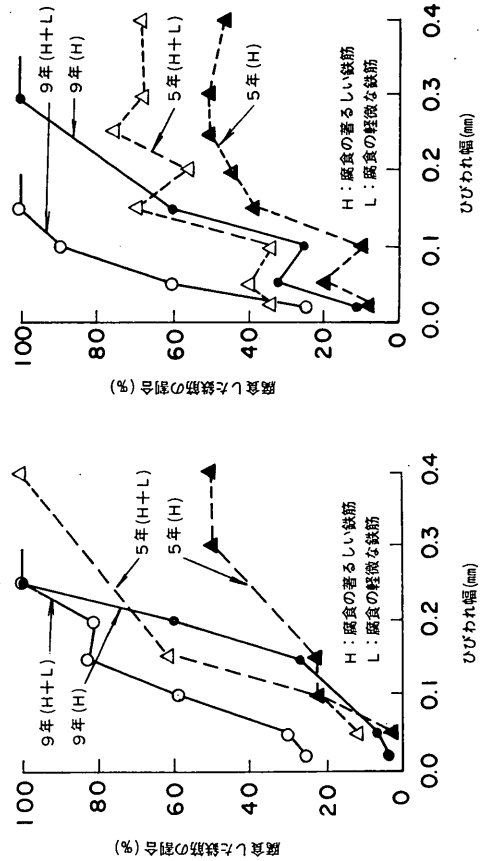 腐食した鉄筋の割合(%)
100
80
60
40
20
0
0.0
0.1
0.2
0.3
0.4
ひびわれ幅(mm)
9年(H+L)
9年(H)
5年(H+L)
5年(H)
H:腐食の著るしい鉄筋
L:腐食の軽微な鉄筋
腐食した鉄筋の割合(%)
100
80
60
40
20
0
0.0
0.1
0.2
0.3
0.4
ひびわれ幅(mm)
9年(H+L)
9年(H)
5年(H+L)
5年(H)
H:腐食の著るしい鉄筋
L:腐食の軽微な鉄筋